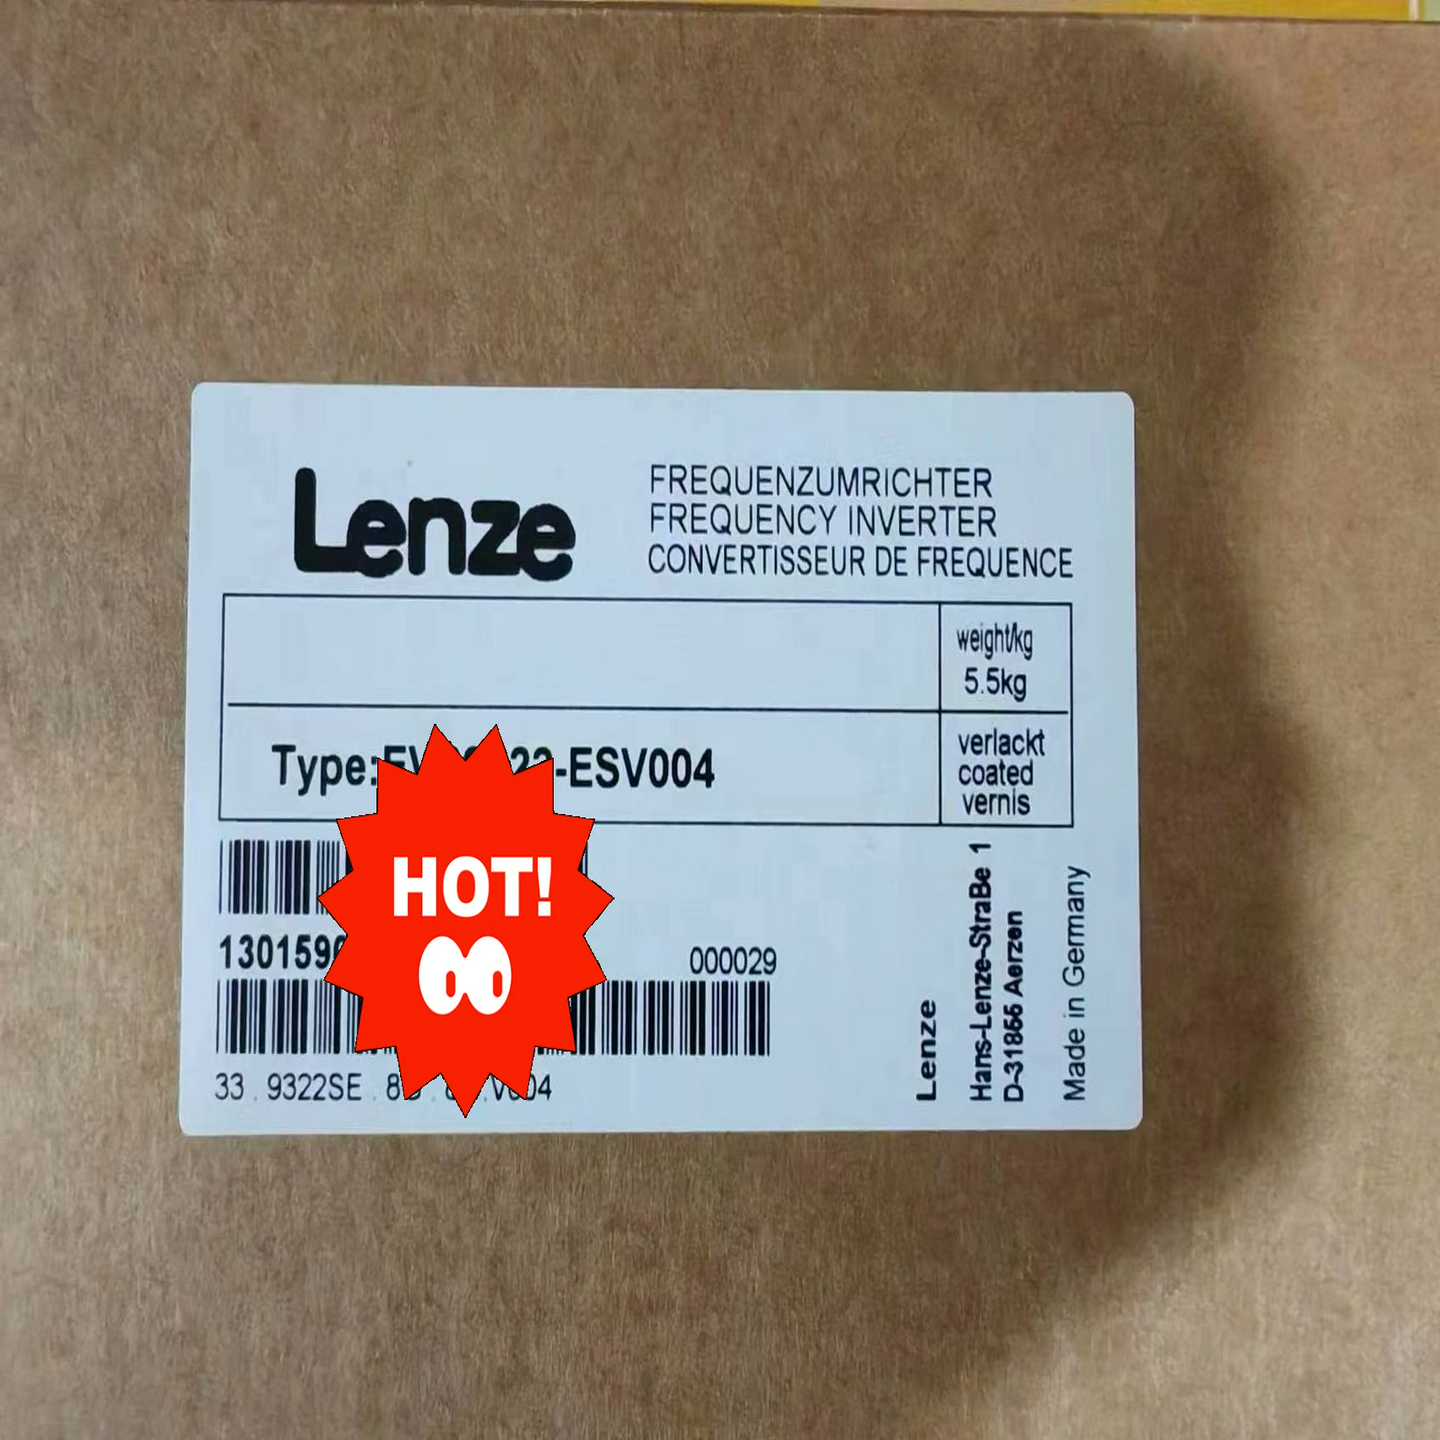 Lenze
FREQUENZUMRICHTER
FREQUENCY INVERTER
CONVERTISSEUR DE FREQUENCE
weight/kg
5.5kg
Type: -ESV004
verlackt
coated
vernis
HOT!
000029
33 . 9322SE .
Lenze
Hans-Lenze-StraBe 1
D-31855 Aerzen
Made in Germany